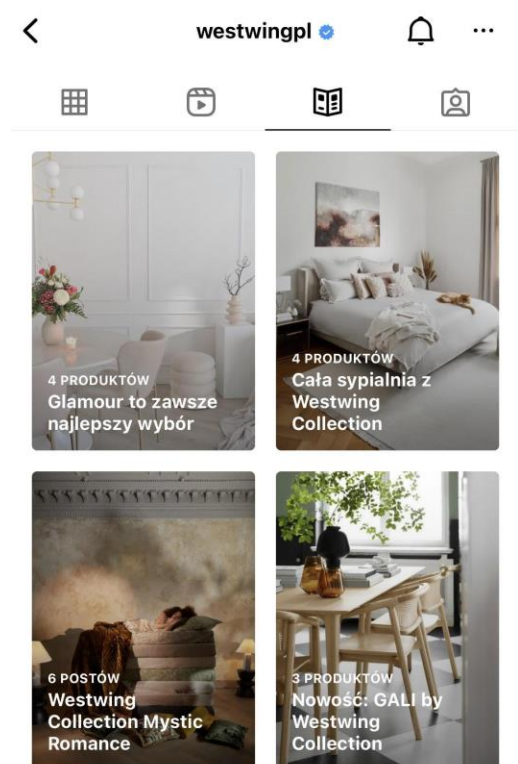 westwingpl
4 PRODUKTÓW
Glamour to zawsze
najlepszy wybór
4 PRODUKTÓW
Cała sypialnia z
Westwing
Collection
6 POSTÓW
Westwing
Collection Mystic
Romance
3 PRODUKTÓW
Nowość: GALI by
Westwing
Collection